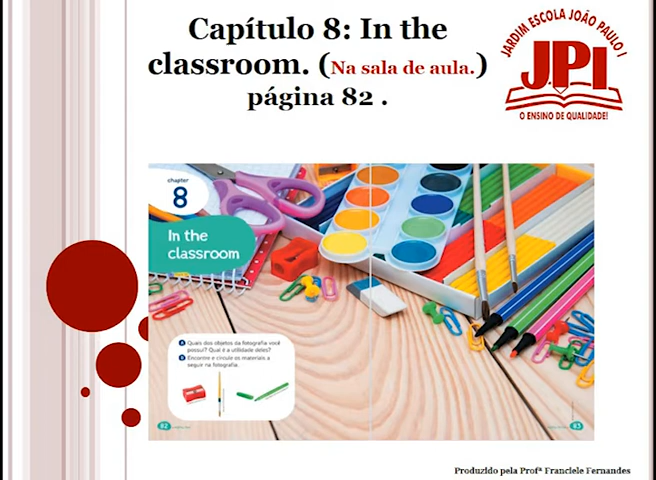 Capítulo 8: In the
classroom. (Na sala de aula.)
página 82 .
JARDIM ESCOLA JOÃO PAULO I
JPI
O ENSINO DE QUALIDADE!
chapter
8
In the
classroom
Quais dos objetos da fotografia você
possui? Qual é a utilidade deles?
Encontre e circule os materiais a
seguir na fotografia.
82
83
Produzido pela Profª Franciele Fernandes